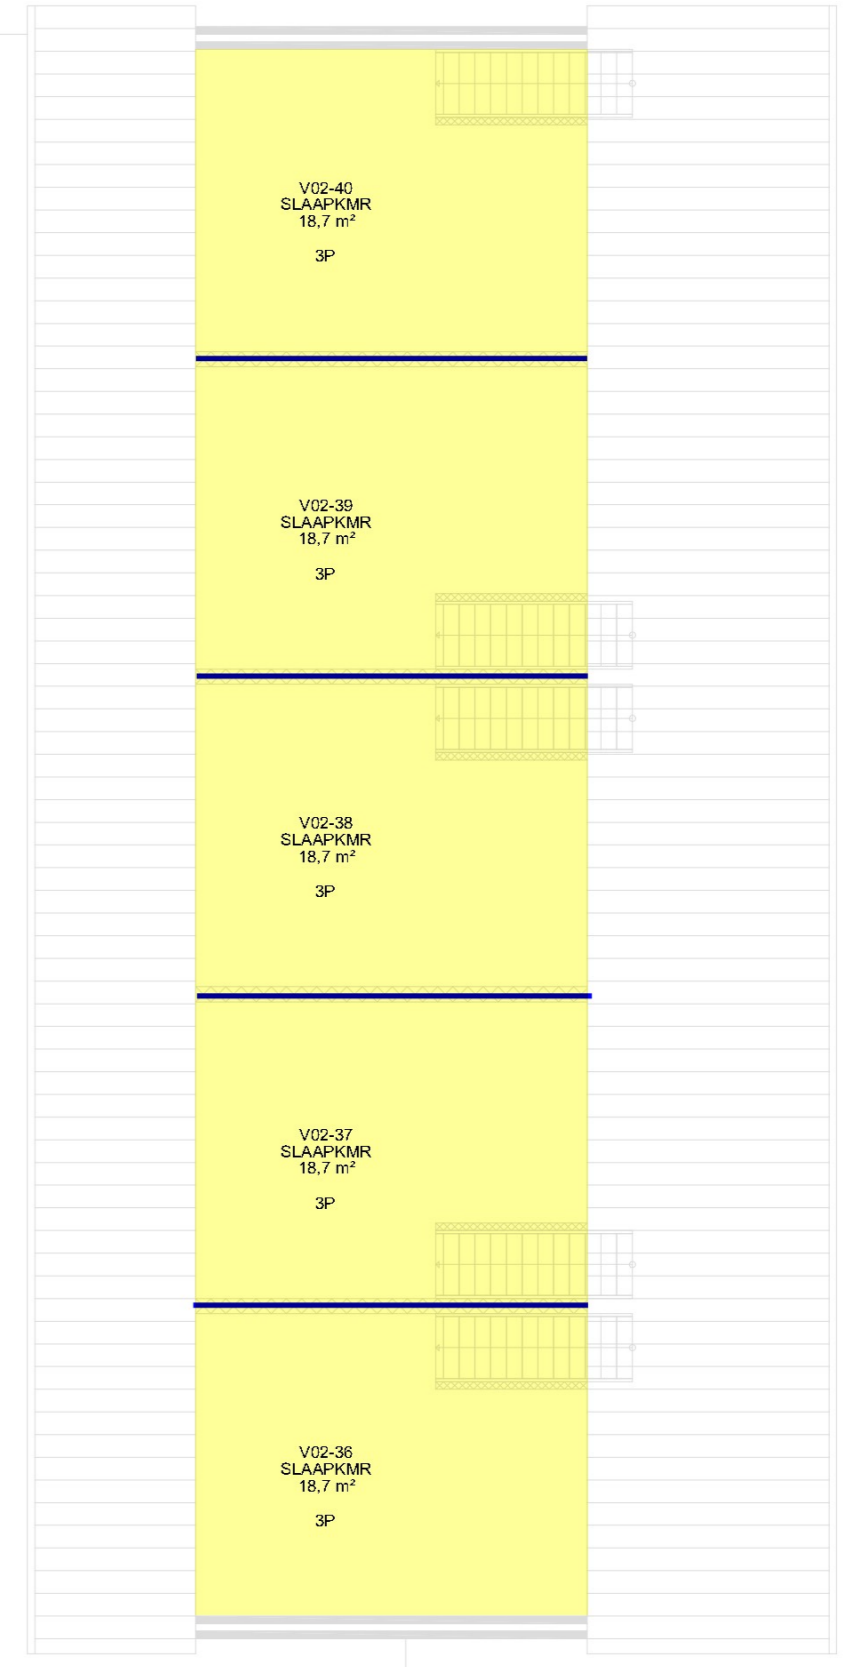 V02-40
SLAAPKMR
18,7 m²
3P
V02-39
SLAAPKMR
18,7 m²
3P
V02-38
SLAAPKMR
18,7 m²
3P
V02-37
SLAAPKMR
18,7 m²
3P
V02-36
SLAAPKMR
18,7 m²
3P